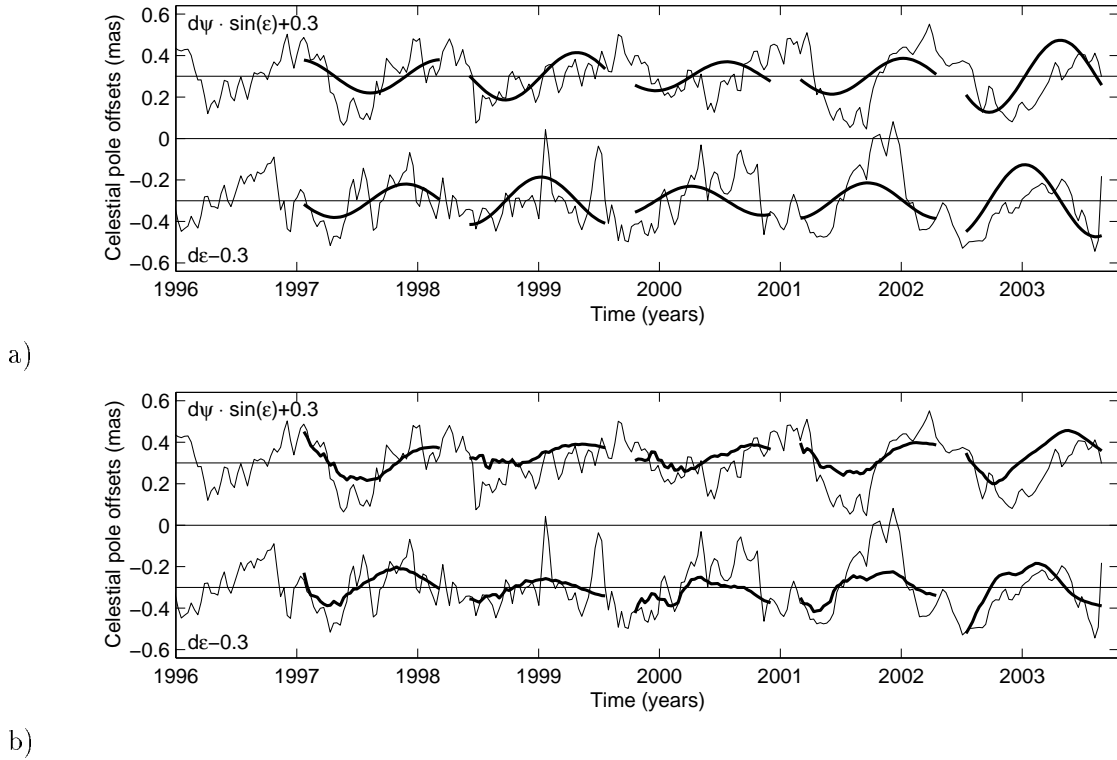 Celestial pole offsets (mas)
0.6
0.4
0.2
0
−0.2
−0.4
−0.6
dψ · sin(ε)+0.3
dε−0.3
1996 1997 1998 1999 2000 2001 2002 2003
Time (years)
a)
Celestial pole offsets (mas)
0.6
0.4
0.2
0
−0.2
−0.4
−0.6
dψ · sin(ε)+0.3
dε−0.3
1996 1997 1998 1999 2000 2001 2002 2003
Time (years)
b)